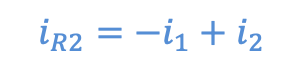 i_{R2} = -i_1 + i_2